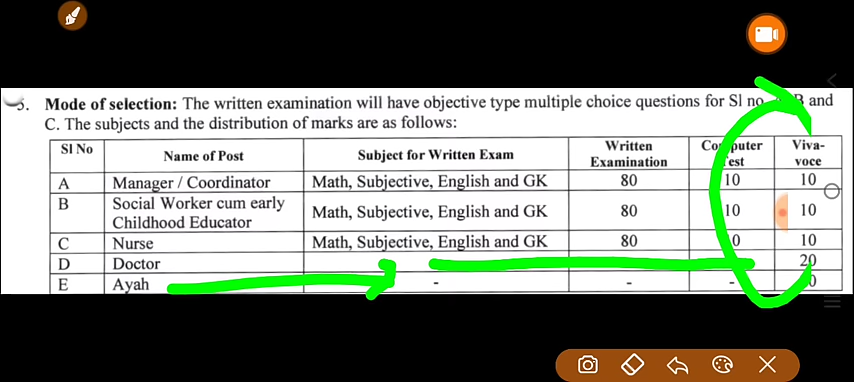 5. Mode of selection: The written examination will have objective type multiple choice questions for Sl no B and
C. The subjects and the distribution of marks are as follows:
Sl No Name of Post Subject for Written Exam Written Examination Computer Test Viva-voce
A Manager / Coordinator Math, Subjective, English and GK 80 10 10
B Social Worker cum early Childhood Educator Math, Subjective, English and GK 80 10 10
C Nurse Math, Subjective, English and GK 80 10
D Doctor 20
E Ayah - - -